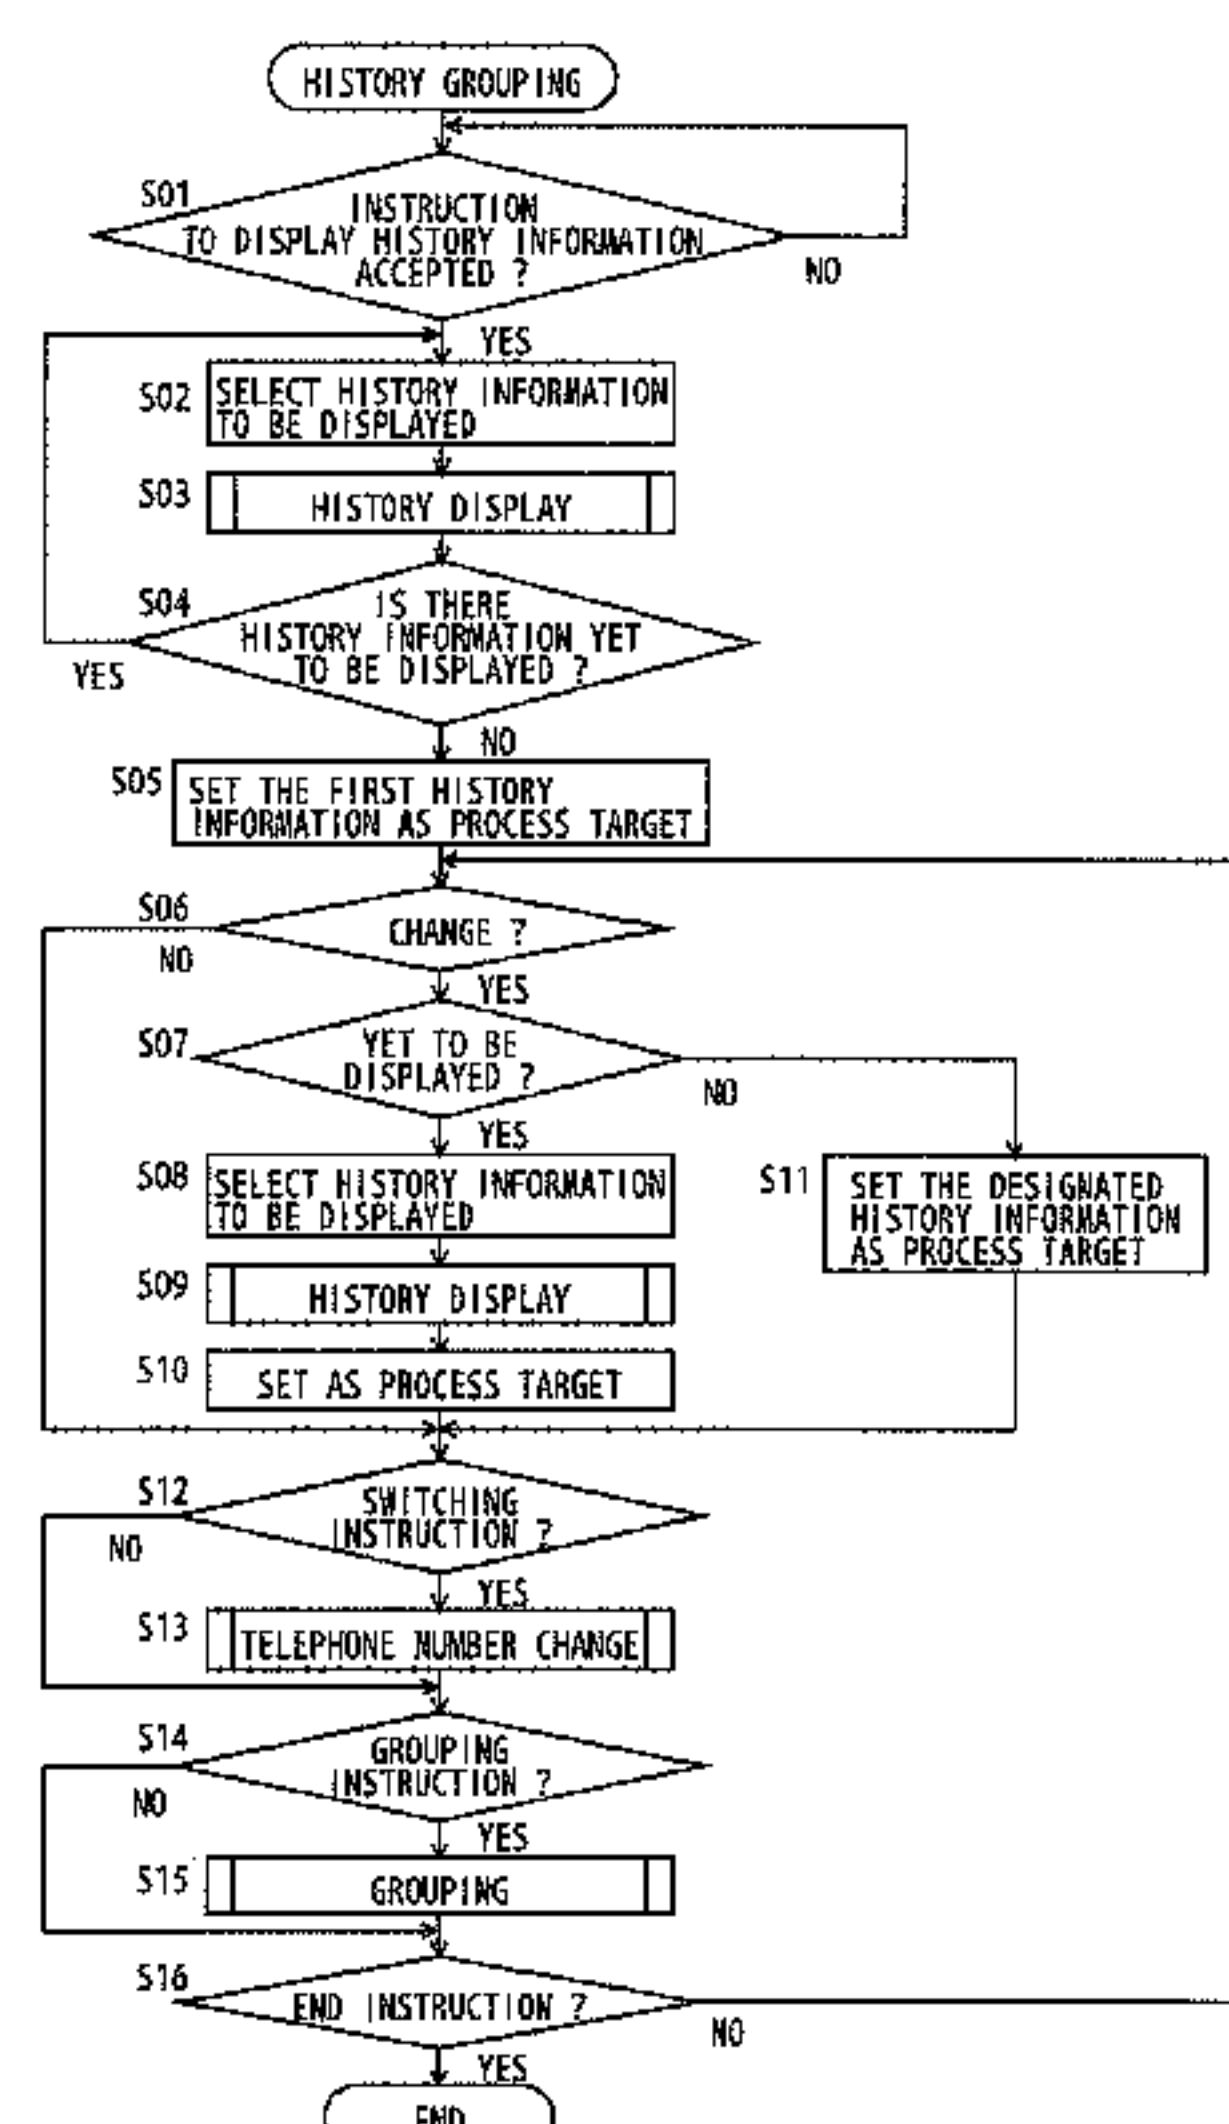 HISTORY GROUPING
S01
INSTRUCTION
TO DISPLAY HISTORY INFORMATION
ACCEPTED ?
NO
YES
S02
SELECT HISTORY INFORMATION
TO BE DISPLAYED
S03
HISTORY DISPLAY
S04
IS THERE
HISTORY INFORMATION YET
TO BE DISPLAYED ?
YES
NO
S05
SET THE FIRST HISTORY
INFORMATION AS PROCESS TARGET
S06
CHANGE ?
NO
YES
S07
YET TO BE
DISPLAYED ?
NO
YES
S08
SELECT HISTORY INFORMATION
TO BE DISPLAYED
S11
SET THE DESIGNATED
HISTORY INFORMATION
AS PROCESS TARGET
S09
HISTORY DISPLAY
S10
SET AS PROCESS TARGET
S12
SWITCHING
INSTRUCTION ?
NO
YES
S13
TELEPHONE NUMBER CHANGE
S14
GROUPING
INSTRUCTION ?
NO
YES
S15
GROUPING
S16
END INSTRUCTION ?
NO
YES
END